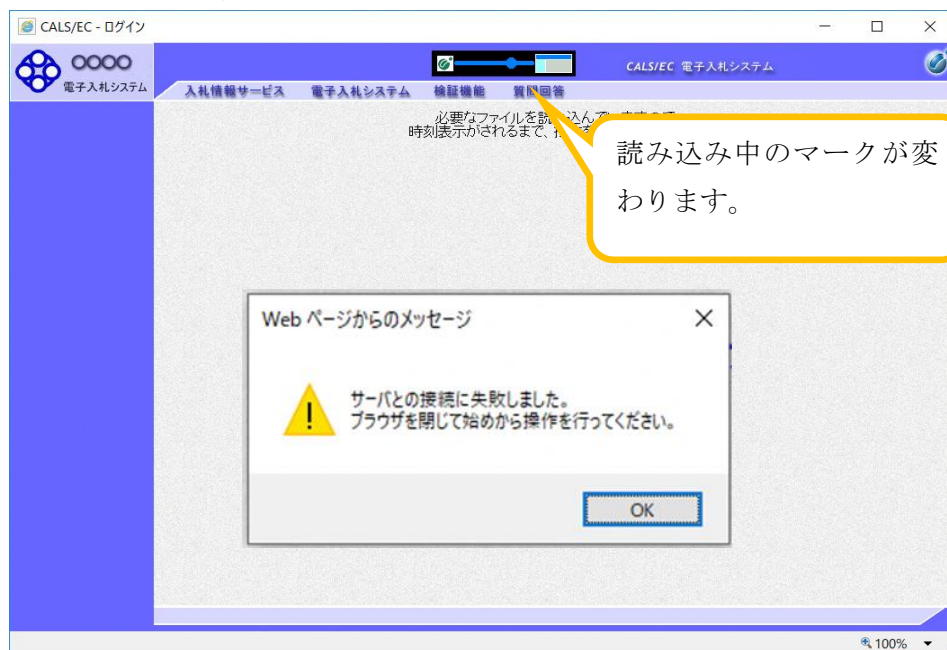 CALS/EC - ログイン
○○○○
電子入札システム
CALS/EC 電子入札システム
入札情報サービス 電子入札システム 検証機能 質問回答
必要なファイルを読み込んで
時刻表示がされるまで、
読み込み中のマークが変
わります。
Web ページからのメッセージ
サーバとの接続に失敗しました。
ブラウザを閉じて始めから操作を行ってください。
OK
100%